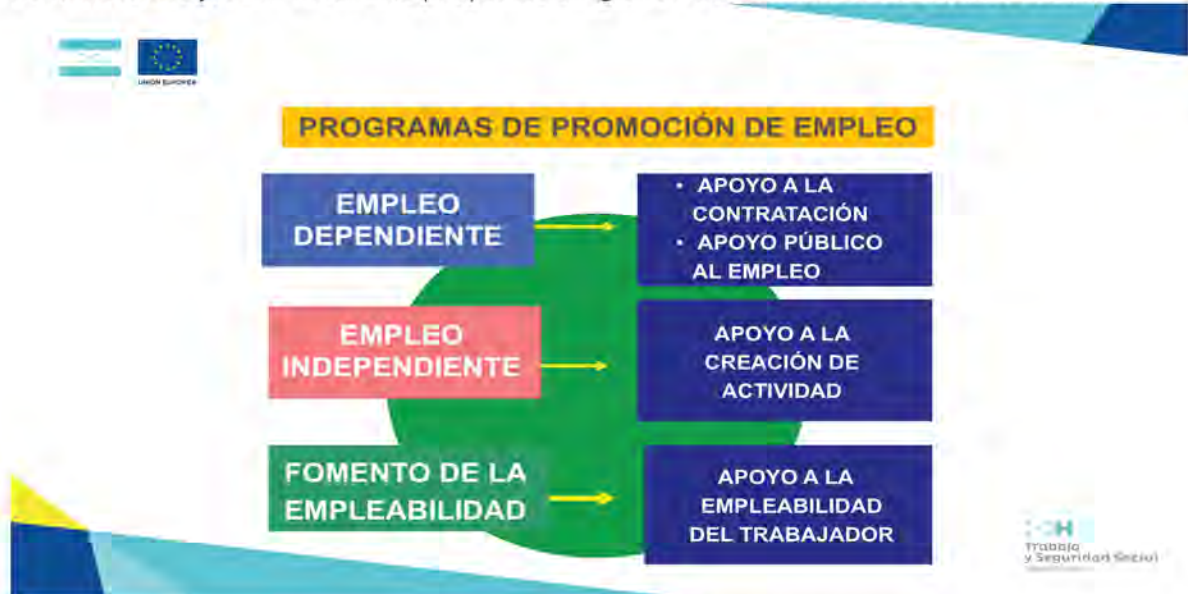 UNIÓN EUROPEA
PROGRAMAS DE PROMOCIÓN DE EMPLEO
EMPLEO
DEPENDIENTE
• APOYO A LA
CONTRATACIÓN
• APOYO PÚBLICO
AL EMPLEO
EMPLEO
INDEPENDIENTE
APOYO A LA
CREACIÓN DE
ACTIVIDAD
FOMENTO DE LA
EMPLEABILIDAD
APOYO A LA
EMPLEABILIDAD
DEL TRABAJADOR
Trabajo
y Seguridad Social